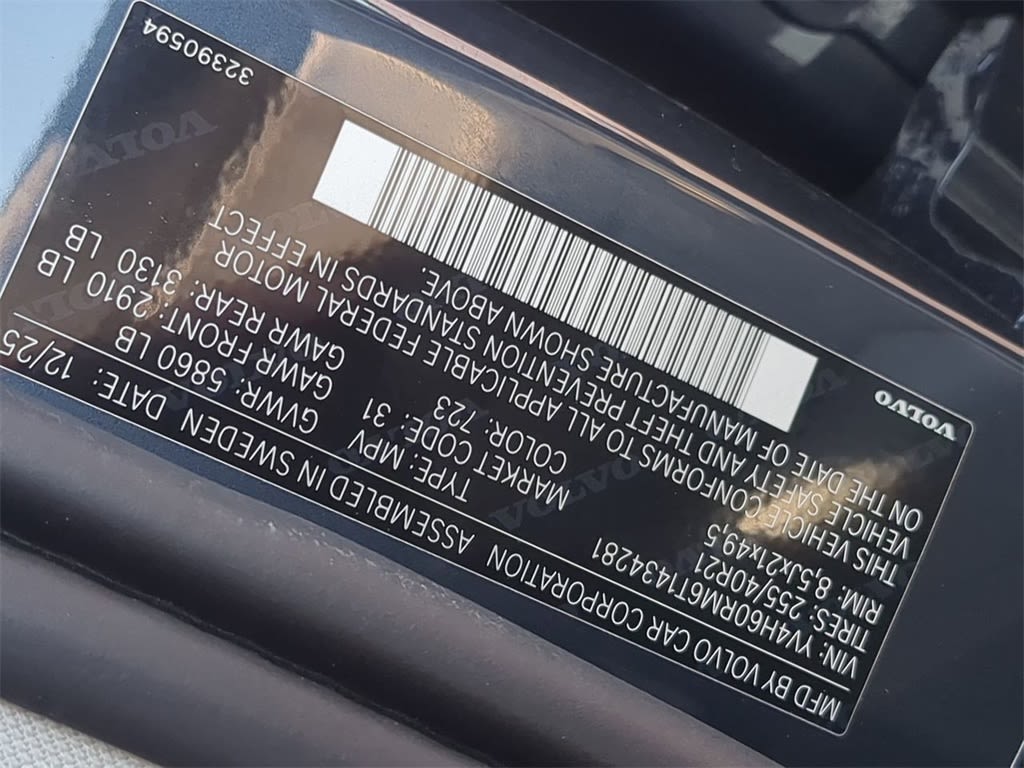 MFD BY VOLVO CAR CORPORATION ASSEMBLED IN SWEDEN DATE: 12/25
VIN: YV4H60RM6T1434281 TYPE: MPV GVWR: 5860 LB
TIRES: 255/40R21 MARKET CODE: 31 GAWR FRONT: 2910 LB
RIM: 8,5Jx21x49,5 COLOR: 723 GAWR REAR: 3130 LB
THIS VEHICLE CONFORMS TO ALL APPLICABLE FEDERAL MOTOR
VEHICLE SAFETY AND THEFT PREVENTION STANDARDS IN EFFECT
ON THE DATE OF MANUFACTURE SHOWN ABOVE.
VOLVO 32390594